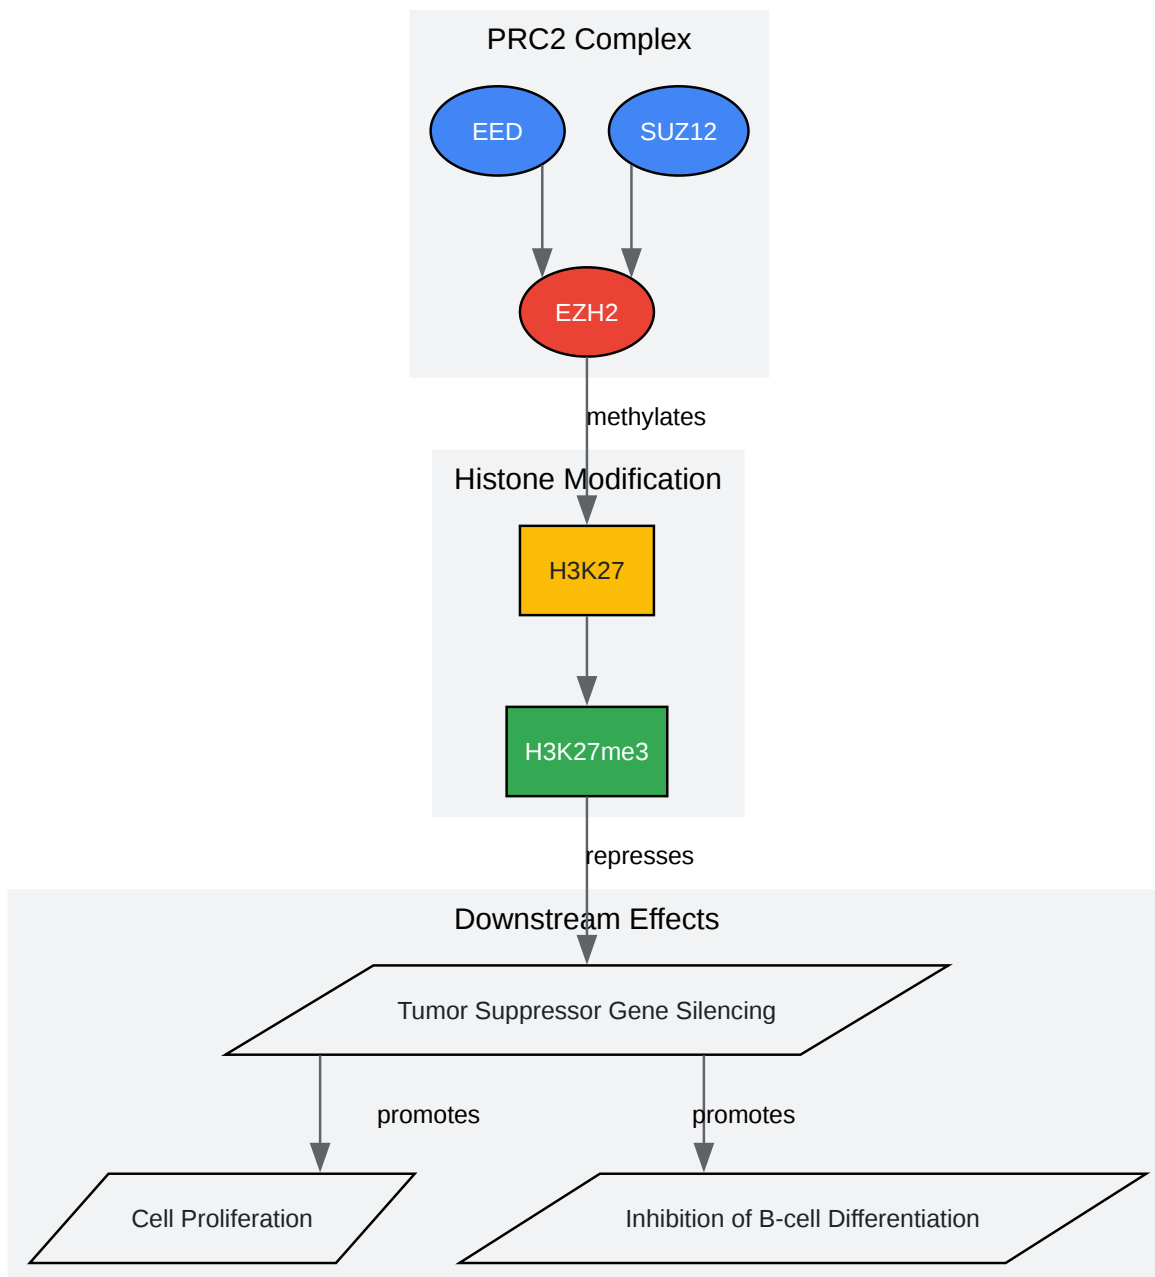 PRC2 Complex
EED
SUZ12
EZH2
methylates
Histone Modification
H3K27
H3K27me3
represses
Downstream Effects
Tumor Suppressor Gene Silencing
promotes
promotes
Cell Proliferation
Inhibition of B-cell Differentiation